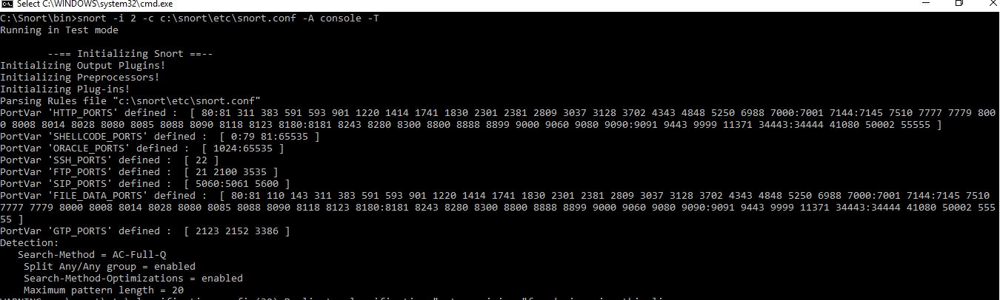 Select C:\WINDOWS\system32\cmd.exe
C:\Snort\bin>snort -i 2 -c c:\snort\etc\snort.conf -A console -T
Running in Test mode
--== Initializing Snort ==--
Initializing Output Plugins!
Initializing Preprocessors!
Initializing Plug-ins!
Parsing Rules file "c:\snort\etc\snort.conf"
PortVar 'HTTP_PORTS' defined :  [ 80:81 311 383 591 593 901 1220 1414 1741 1830 2301 2381 2809 3037 3128 3702 4343 4848 5250 6988 7000:7001 7144:7145 7510 7777 7779 800
0 8008 8014 8028 8080 8085 8088 8090 8118 8123 8180:8181 8243 8280 8300 8800 8888 8899 9000 9060 9080 9090:9091 9443 9999 11371 34443:34444 41080 50002 55555 ]
PortVar 'SHELLCODE_PORTS' defined :  [ 0:79 81:65535 ]
PortVar 'ORACLE_PORTS' defined :  [ 1024:65535 ]
PortVar 'SSH_PORTS' defined :  [ 22 ]
PortVar 'FTP_PORTS' defined :  [ 21 2100 3535 ]
PortVar 'SIP_PORTS' defined :  [ 5060:5061 5600 ]
PortVar 'FILE_DATA_PORTS' defined :  [ 80:81 110 143 311 383 591 593 901 1220 1414 1741 1830 2301 2381 2809 3037 3128 3702 4343 4848 5250 6988 7000:7001 7144:7145 7510
7777 7779 8000 8008 8014 8028 8080 8085 8088 8090 8118 8123 8180:8181 8243 8280 8300 8800 8888 8899 9000 9060 9080 9090:9091 9443 9999 11371 34443:34444 41080 50002 555
55 ]
PortVar 'GTP_PORTS' defined :  [ 2123 2152 3386 ]
Detection:
Search-Method = AC-Full-Q
Split Any/Any group = enabled
Search-Method-Optimizations = enabled
Maximum pattern length = 20